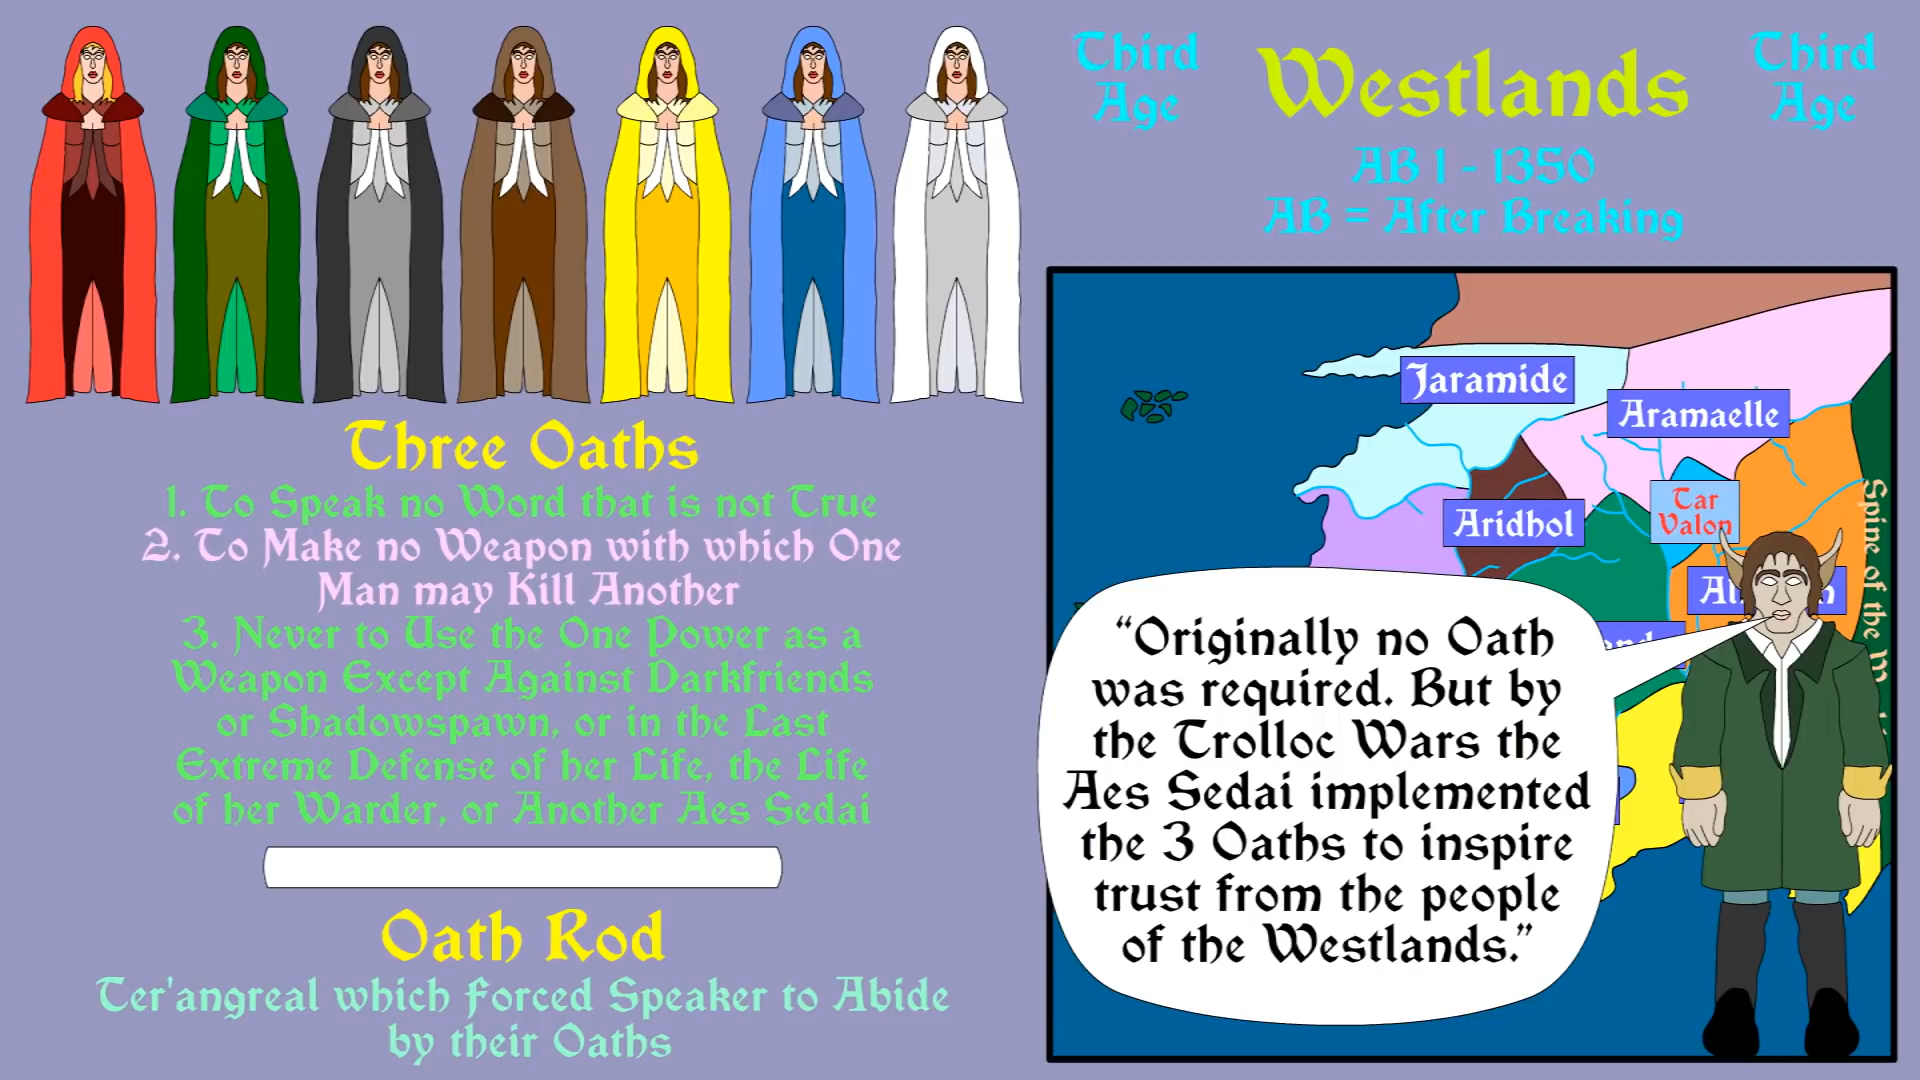 Third
Age
Westlands
Third
Age
AB 1 - 1350
AB = After Breaking
Three Oaths
1. To Speak no Word that is not True
2. To Make no Weapon with which One
Man may Kill Another
3. Never to Use the One Power as a
Weapon Except Against Darkfriends
or Shadowspawn, or in the Last
Extreme Defense of her Life, the Life
of her Warder, or Another Aes Sedai
Oath Rod
Ter'angreal which Forced Speaker to Abide
by their Oaths
Jaramide
Aramaelle
Aridhol
Tar
Valon
Spine of the
“Originally no Oath
was required. But by
the Trolloc Wars the
Aes Sedai implemented
the 3 Oaths to inspire
trust from the people
of the Westlands.”